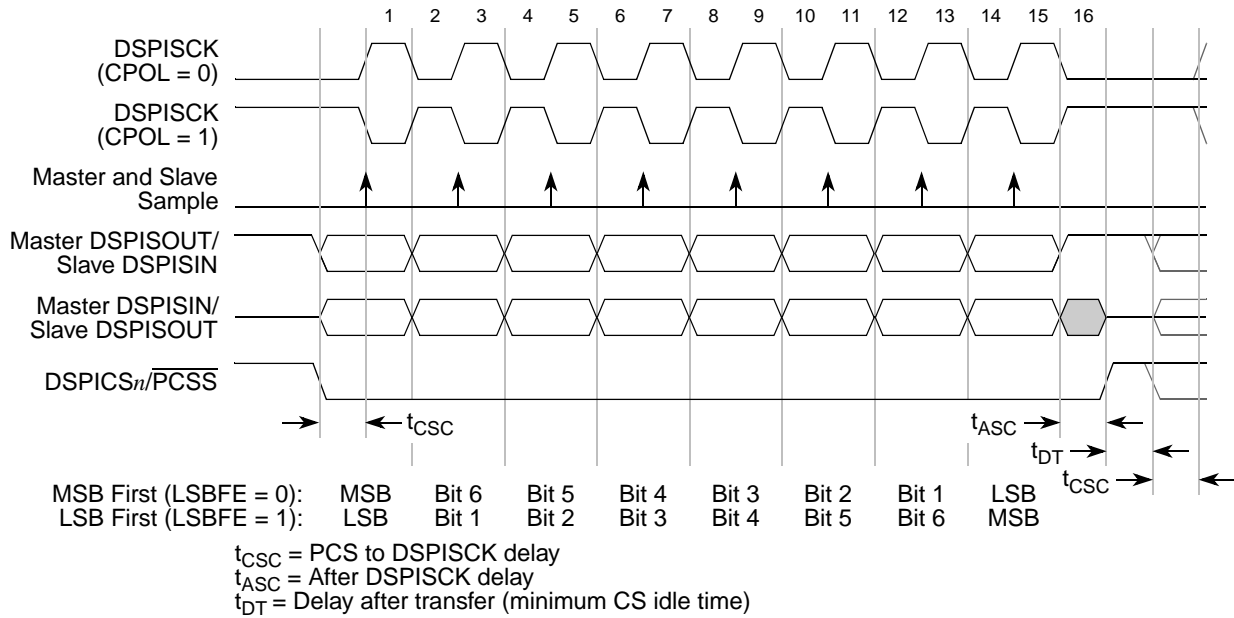 1 2 3 4 5 6 7 8 9 10 11 12 13 14 15 16
DSPISCK
(CPOL = 0)
DSPISCK
(CPOL = 1)
Master and Slave
Sample
Master DSPISOUT/
Slave DSPISIN
Master DSPISIN/
Slave DSPISOUT
DSPICSn/PCSS
tCSC
tASC
tDT
tCSC
MSB First (LSBFE = 0): MSB Bit 6 Bit 5 Bit 4 Bit 3 Bit 2 Bit 1 LSB
LSB First (LSBFE = 1): LSB Bit 1 Bit 2 Bit 3 Bit 4 Bit 5 Bit 6 MSB
tCSC = PCS to DSPISCK delay
tASC = After DSPISCK delay
tDT = Delay after transfer (minimum CS idle time)